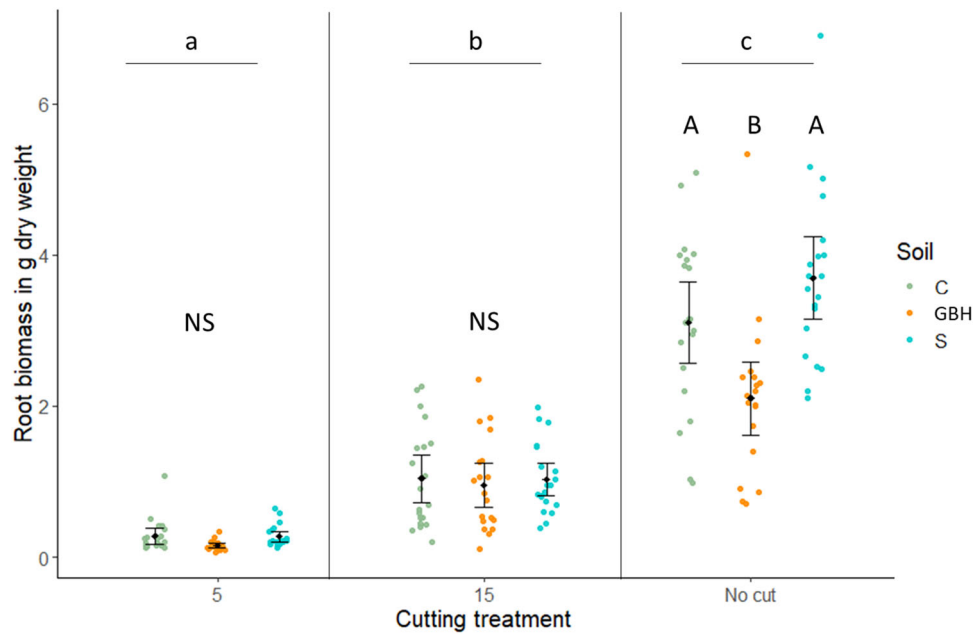 a
b
c
6
A
B
A
4
NS
NS
2
0
5
15
No cut
Root biomass in g dry weight
Cutting treatment
Soil
C
GBH
S